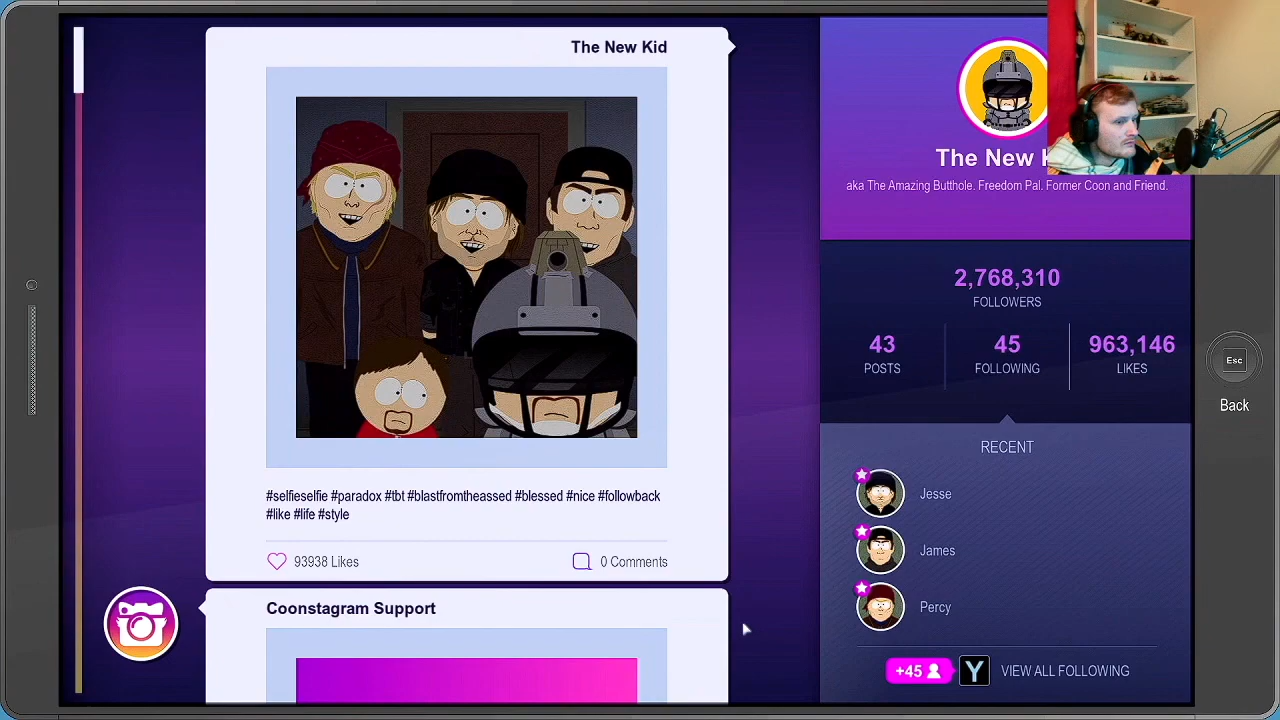 The New Kid
#selfieselfie #paradox #tbt #blastfromtheassed #blessed #nice #followback
#like #life #style
93938 Likes
0 Comments
Coonstagram Support
The New K
aka The Amazing Butthole. Freedom Pal. Former Coon and Friend.
2,768,310
FOLLOWERS
43
POSTS
45
FOLLOWING
963,146
LIKES
RECENT
Jesse
James
Percy
+45
Y
VIEW ALL FOLLOWING
Esc
Back